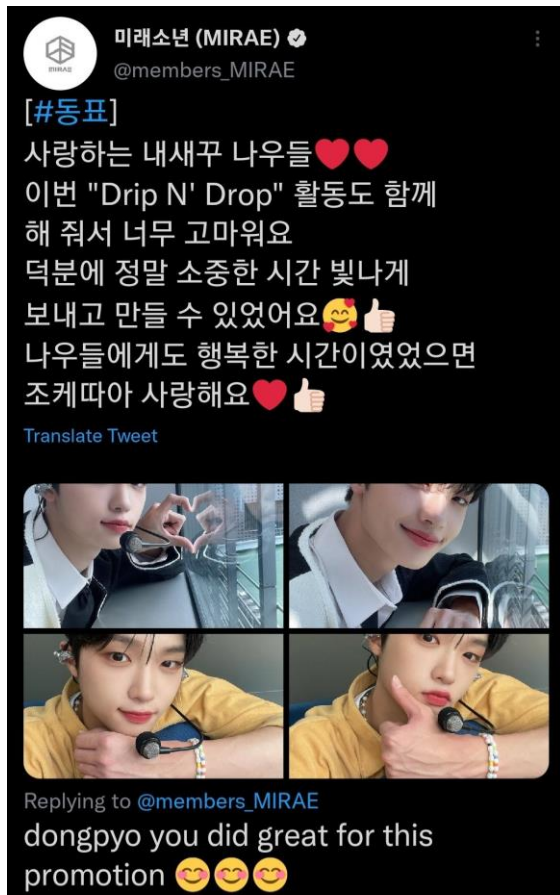 미래소년 (MIRAE)
@members_MIRAE
[#동표]
사랑하는 내새꾸 나우들❤️❤️
이번 "Drip N' Drop" 활동도 함께
해 줘서 너무 고마워요
덕분에 정말 소중한 시간 빛나게
보내고 만들 수 있었어요🥰👍🏻
나우들에게도 행복한 시간이였었으면
조케따아 사랑해요❤️👍🏻
Translate Tweet
Replying to @members_MIRAE
dongpyo you did great for this
promotion 😊😊😊